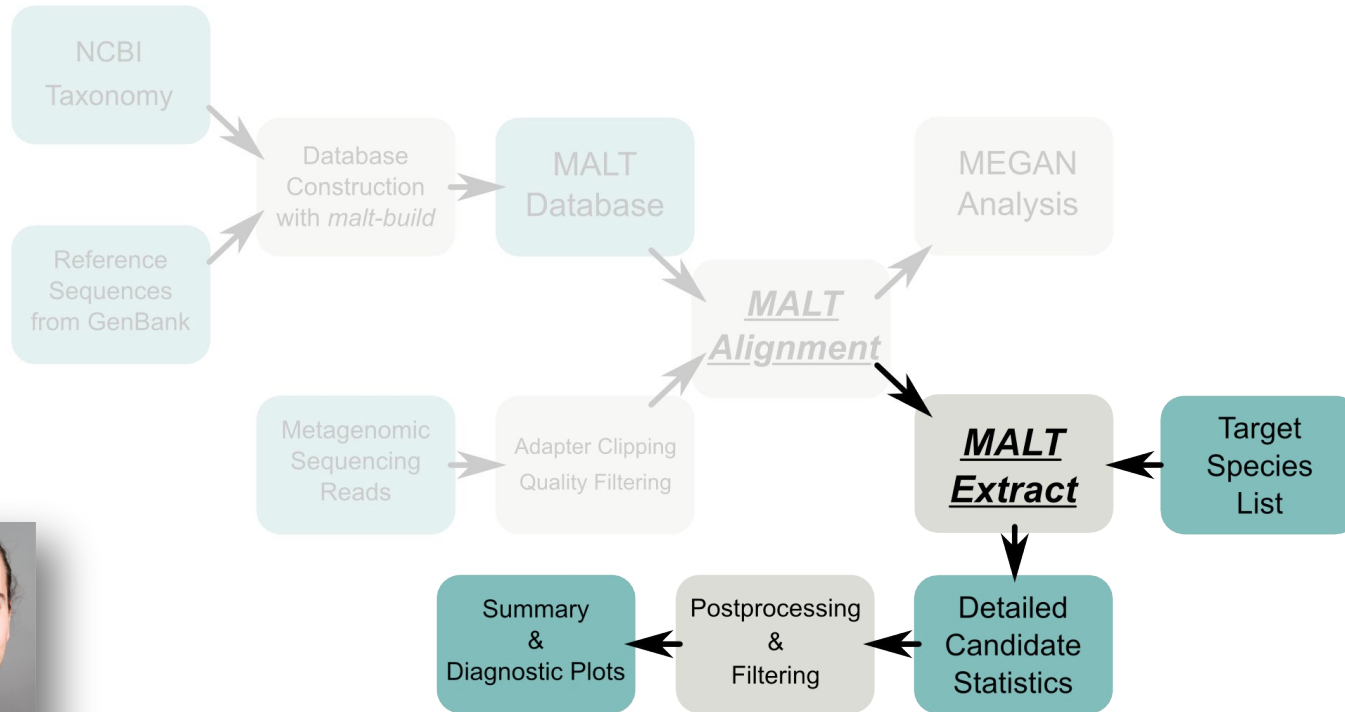 NCBI
Taxonomy
Reference
Sequences
from GenBank
Database
Construction
with malt-build
MALT
Database
Metagenomic
Sequencing
Reads
Adapter Clipping
Quality Filtering
MALT
Alignment
MEGAN
Analysis
MALT
Extract
Target
Species
List
Detailed
Candidate
Statistics
Postprocessing
&
Filtering
Summary
&
Diagnostic Plots